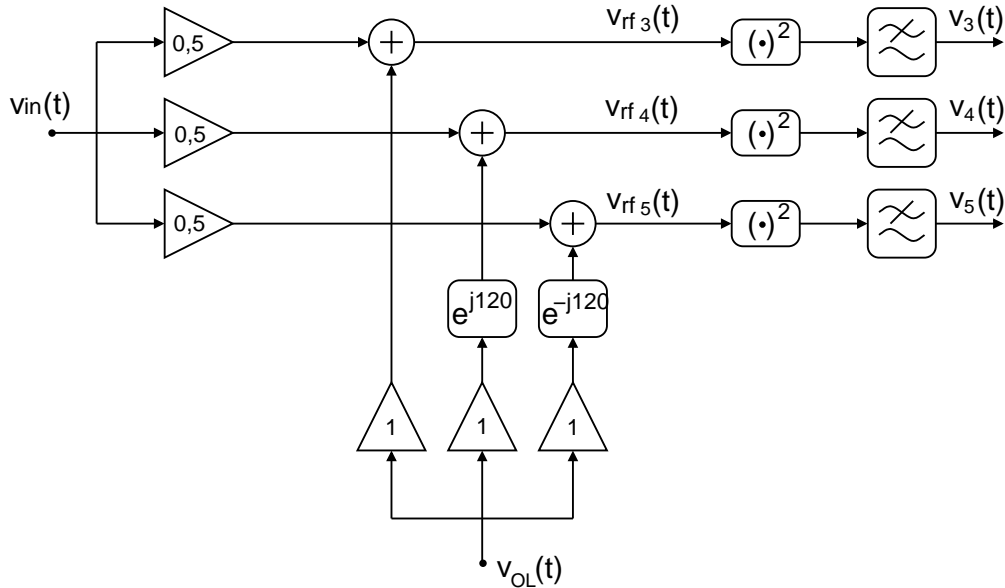 0,5 + v_rf 3(t) (•)² v_3(t)
v_in(t)
0,5 + v_rf 4(t) (•)² v_4(t)
0,5 + v_rf 5(t) (•)² v_5(t)
e^j120 e^−j120
1 1 1
v_OL(t)